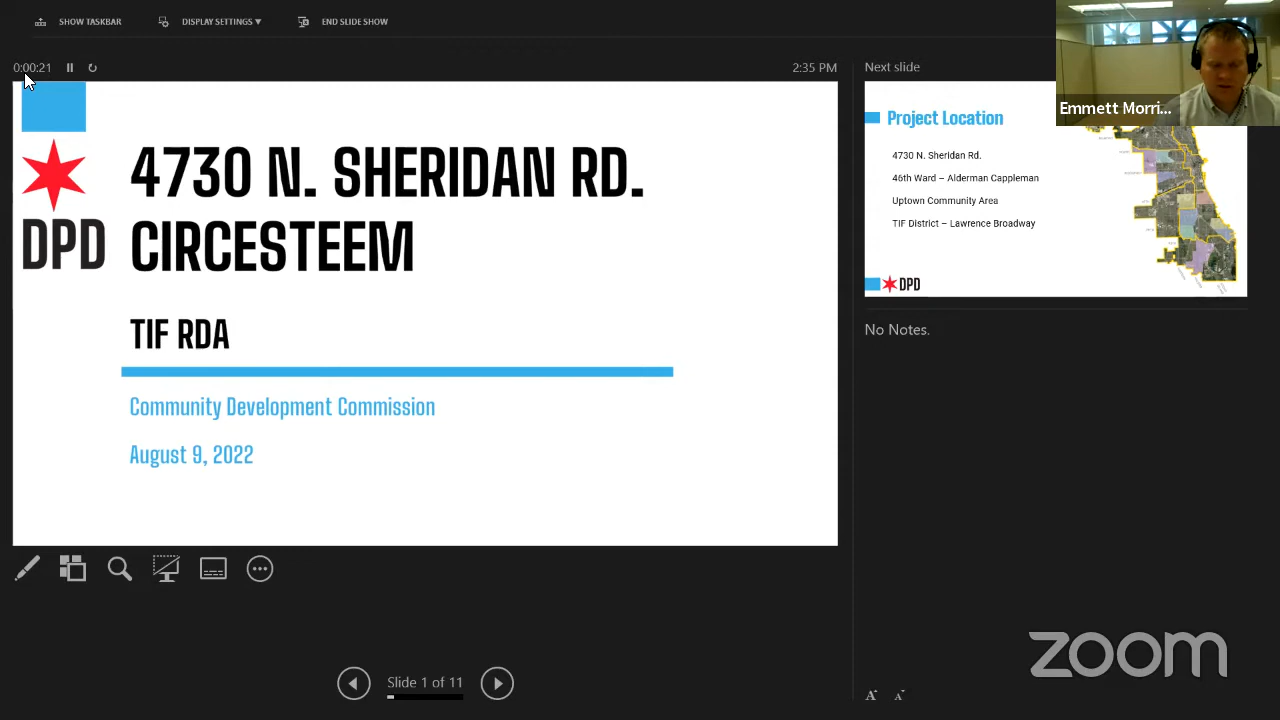 SHOW TASKBAR
DISPLAY SETTINGS ▼
END SLIDE SHOW
0:00:21
2:35 PM
Next slide
Emmett Morri...
4730 N. SHERIDAN RD.
CIRCESTEEM
DPD
TIF RDA
Community Development Commission
August 9, 2022
Project Location
4730 N. Sheridan Rd.
46th Ward – Alderman Cappleman
Uptown Community Area
TIF District – Lawrence Broadway
DPD
No Notes.
Slide 1 of 11
A A
zoom